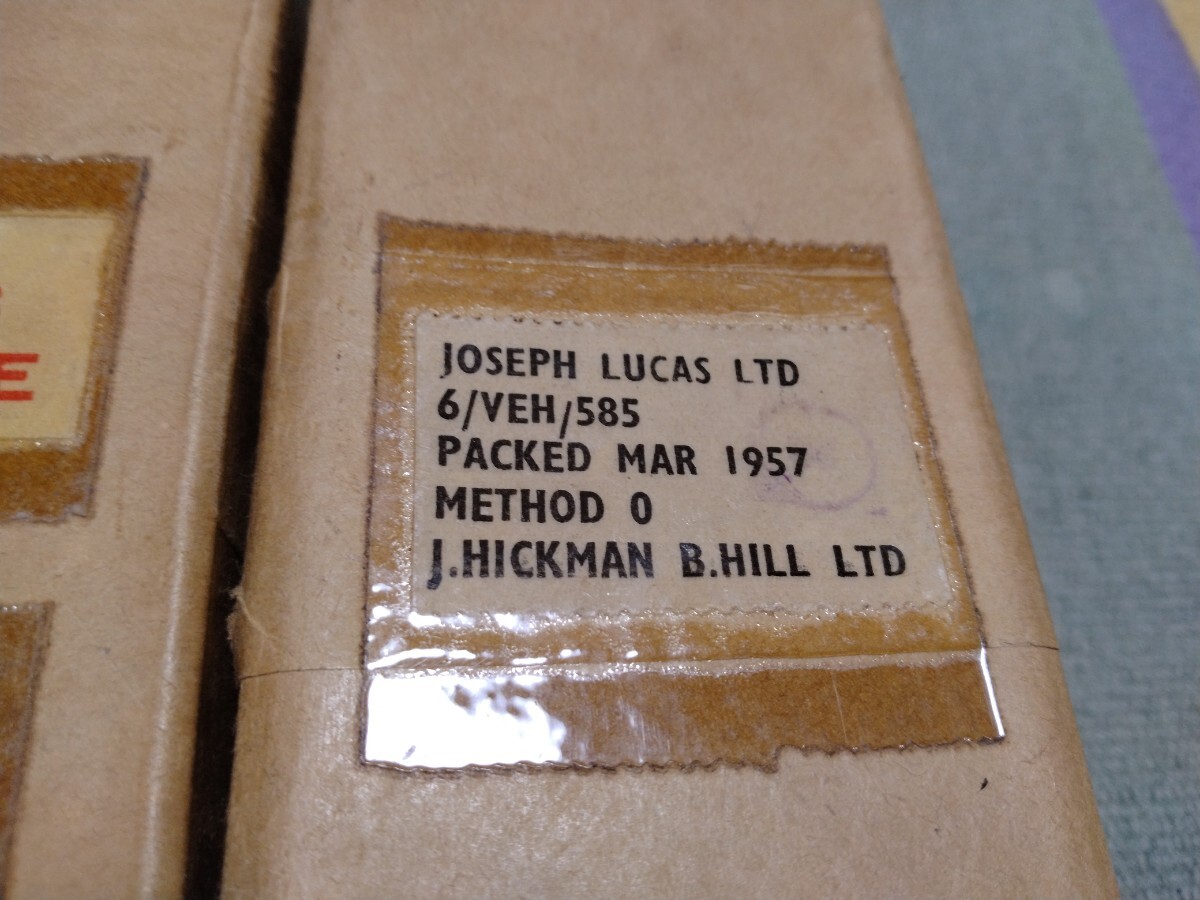 JOSEPH LUCAS LTD
6/VEH/585
PACKED MAR 1957
METHOD 0
J.HICKMAN B.HILL LTD
E